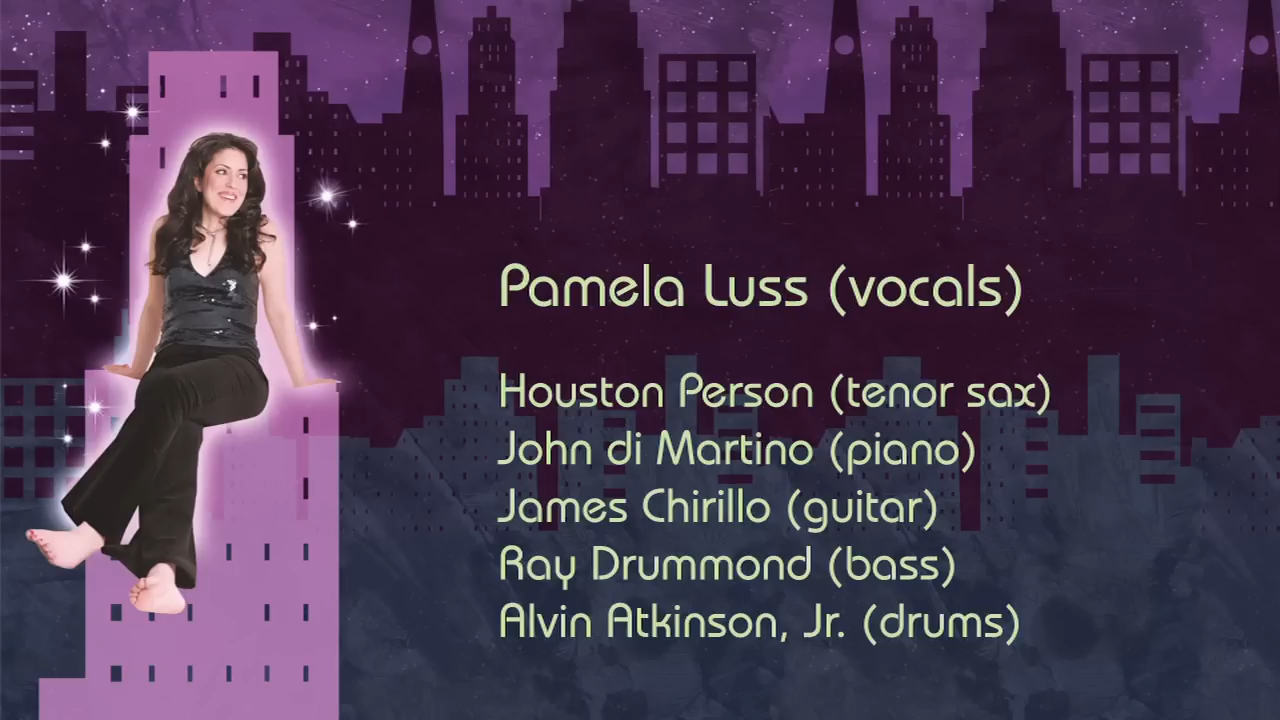 Pamela Luss (vocals)
Houston Person (tenor sax)
John di Martino (piano)
James Chirillo (guitar)
Ray Drummond (bass)
Alvin Atkinson, Jr. (drums)